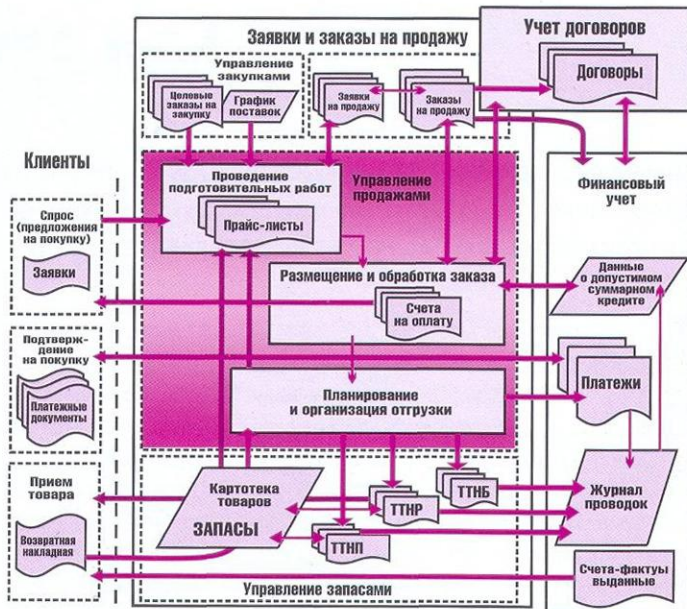 Заявки и заказы на продажу
Учет договоров
Договоры
Управление
закупками
Целевые
заказы на
закупку
График
поставок
Заявки
на продажу
Заказы
на продажу
Клиенты
Проведение
подготовительных работ
Прайс-листы
Управление
продажами
Финансовый
учет
Спрос
(предложения
на покупку)
Заявки
Размещение и обработка заказа
Счета
на оплату
Данные
о допустимом
суммарном
кредите
Подтверж-
дение
на покупку
Платежные
документы
Планирование
и организация отгрузки
Платежи
Прием
товара
Возвратная
накладная
Картотека
товаров
ЗАПАСЫ
ТТНБ
ТТНР
ТТНП
Журнал
проводок
Управление запасами
Счета-фактуы
выданные